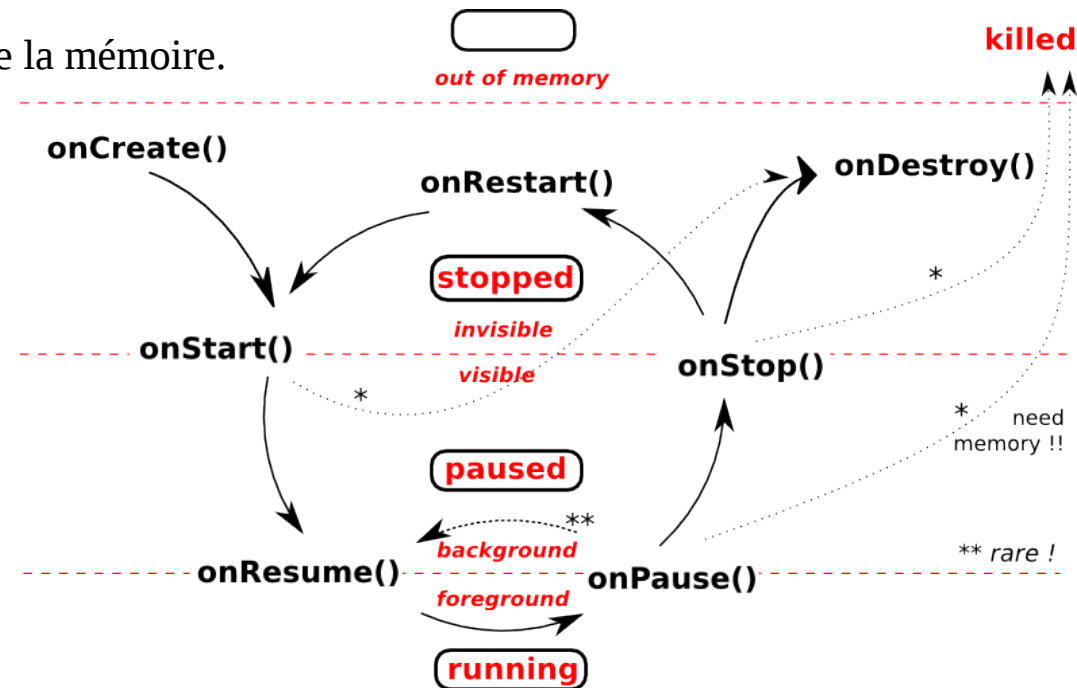 e la mémoire.
killed
out of memory
onCreate()
onRestart()
onDestroy()
stopped
*
invisible
onStart()
visible
onStop()
*
*
need
memory !!
paused
**
background
** rare !
onResume()
onPause()
foreground
running